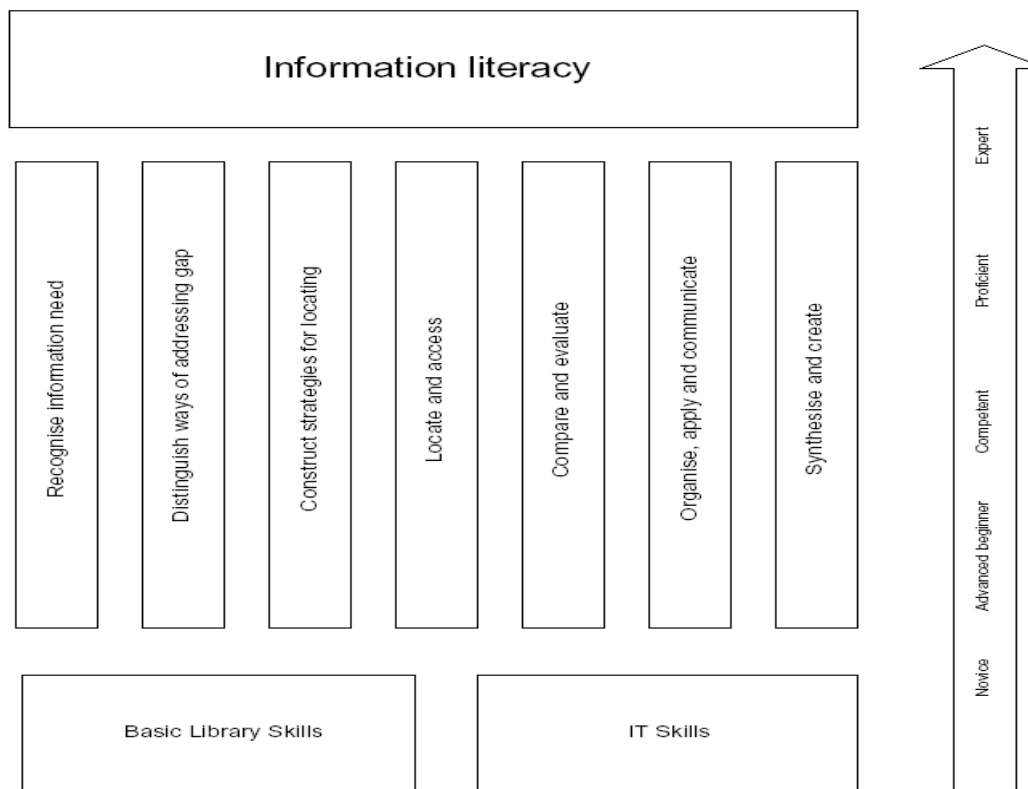 Information literacy
Recognise information need
Distinguish ways of addressing gap
Construct strategies for locating
Locate and access
Compare and evaluate
Organise, apply and communicate
Synthesise and create
Basic Library Skills
IT Skills
Expert
Proficient
Competent
Advanced beginner
Novice